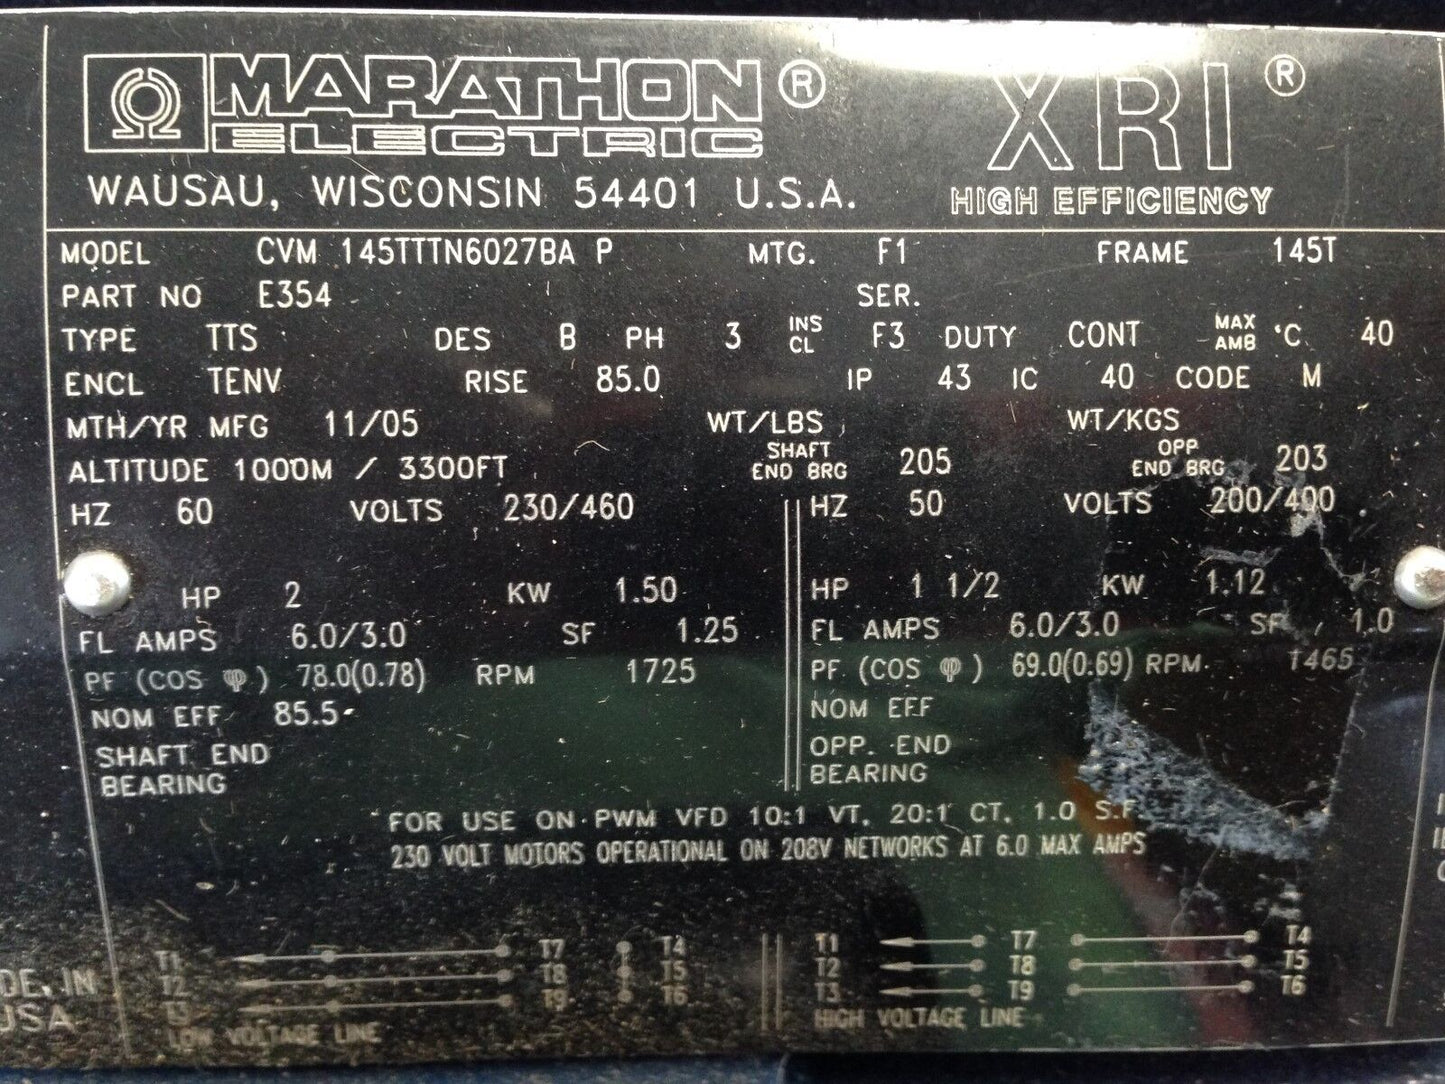 MARATHON ® XRI ®
ELECTRIC
WAUSAU, WISCONSIN 54401 U.S.A. HIGH EFFICIENCY
MODEL CVM 145TTTN6027BA P MTG. F1 FRAME 145T
PART NO E354 SER.
TYPE TTS DES B PH 3 INS CL F3 DUTY CONT MAX AMB °C 40
ENCL TENV RISE 85.0 IP 43 IC 40 CODE M
MTH/YR MFG 11/05 WT/LBS WT/KGS
ALTITUDE 1000M / 3300FT SHAFT END BRG 205 OPP END BRG 203
HZ 60 VOLTS 230/460 HZ 50 VOLTS 200/400
HP 2 KW 1.50 HP 1 1/2 KW 1.12
FL AMPS 6.0/3.0 SF 1.25 FL AMPS 6.0/3.0 SF 1.0
PF (COS φ) 78.0(0.78) RPM 1725 PF (COS φ) 69.0(0.69) RPM 1465
NOM EFF 85.5 NOM EFF
SHAFT END OPP. END
BEARING BEARING
FOR USE ON PWM VFD 10:1 VT, 20:1 CT, 1.0 S.F.
230 VOLT MOTORS OPERATIONAL ON 208V NETWORKS AT 6.0 MAX AMPS
T1 T7 T4 T1 T7 T4
T2 T8 T5 T2 T8 T5
T3 T9 T6 T3 T9 T6
LOW VOLTAGE LINE HIGH VOLTAGE LINE
DE IN
USA